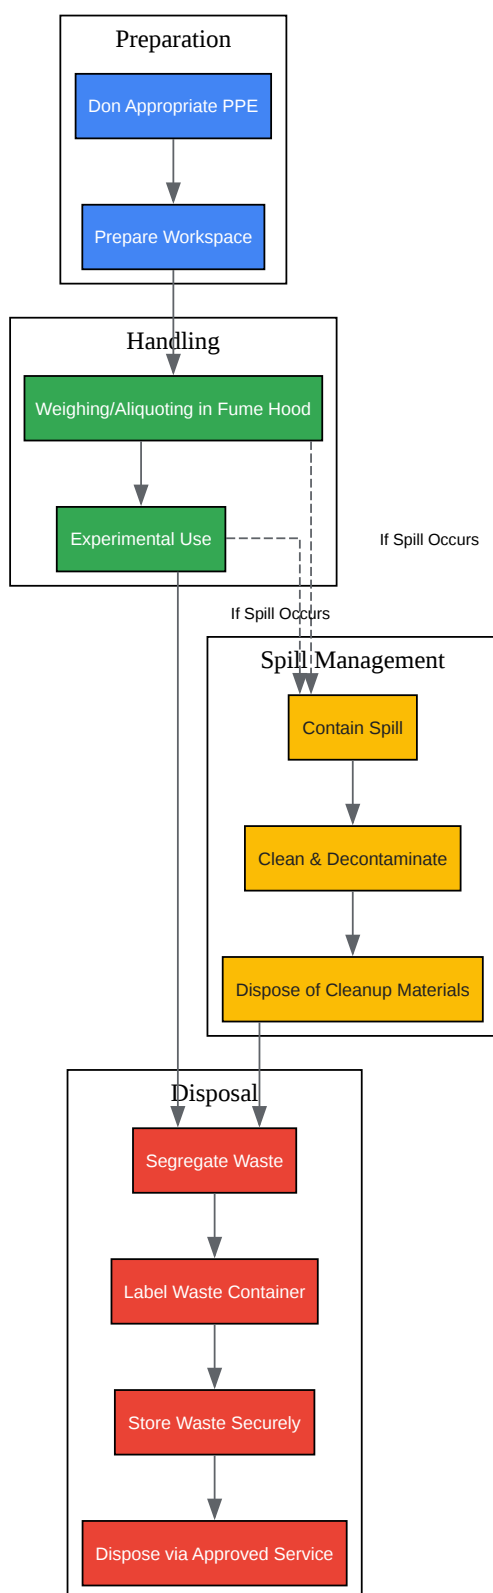 Preparation
Don Appropriate PPE
Prepare Workspace
Handling
Weighing/Aliquoting in Fume Hood
Experimental Use
If Spill Occurs
If Spill Occurs
Spill Management
Contain Spill
Clean & Decontaminate
Dispose of Cleanup Materials
Disposal
Segregate Waste
Label Waste Container
Store Waste Securely
Dispose via Approved Service